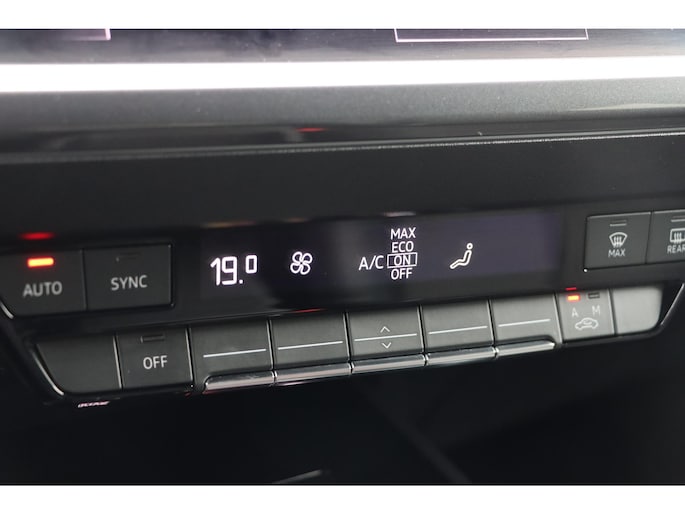 MAX
ECO
AUTO SYNC 19.0 A/C ON MAX REAR
OFF
OFF A M